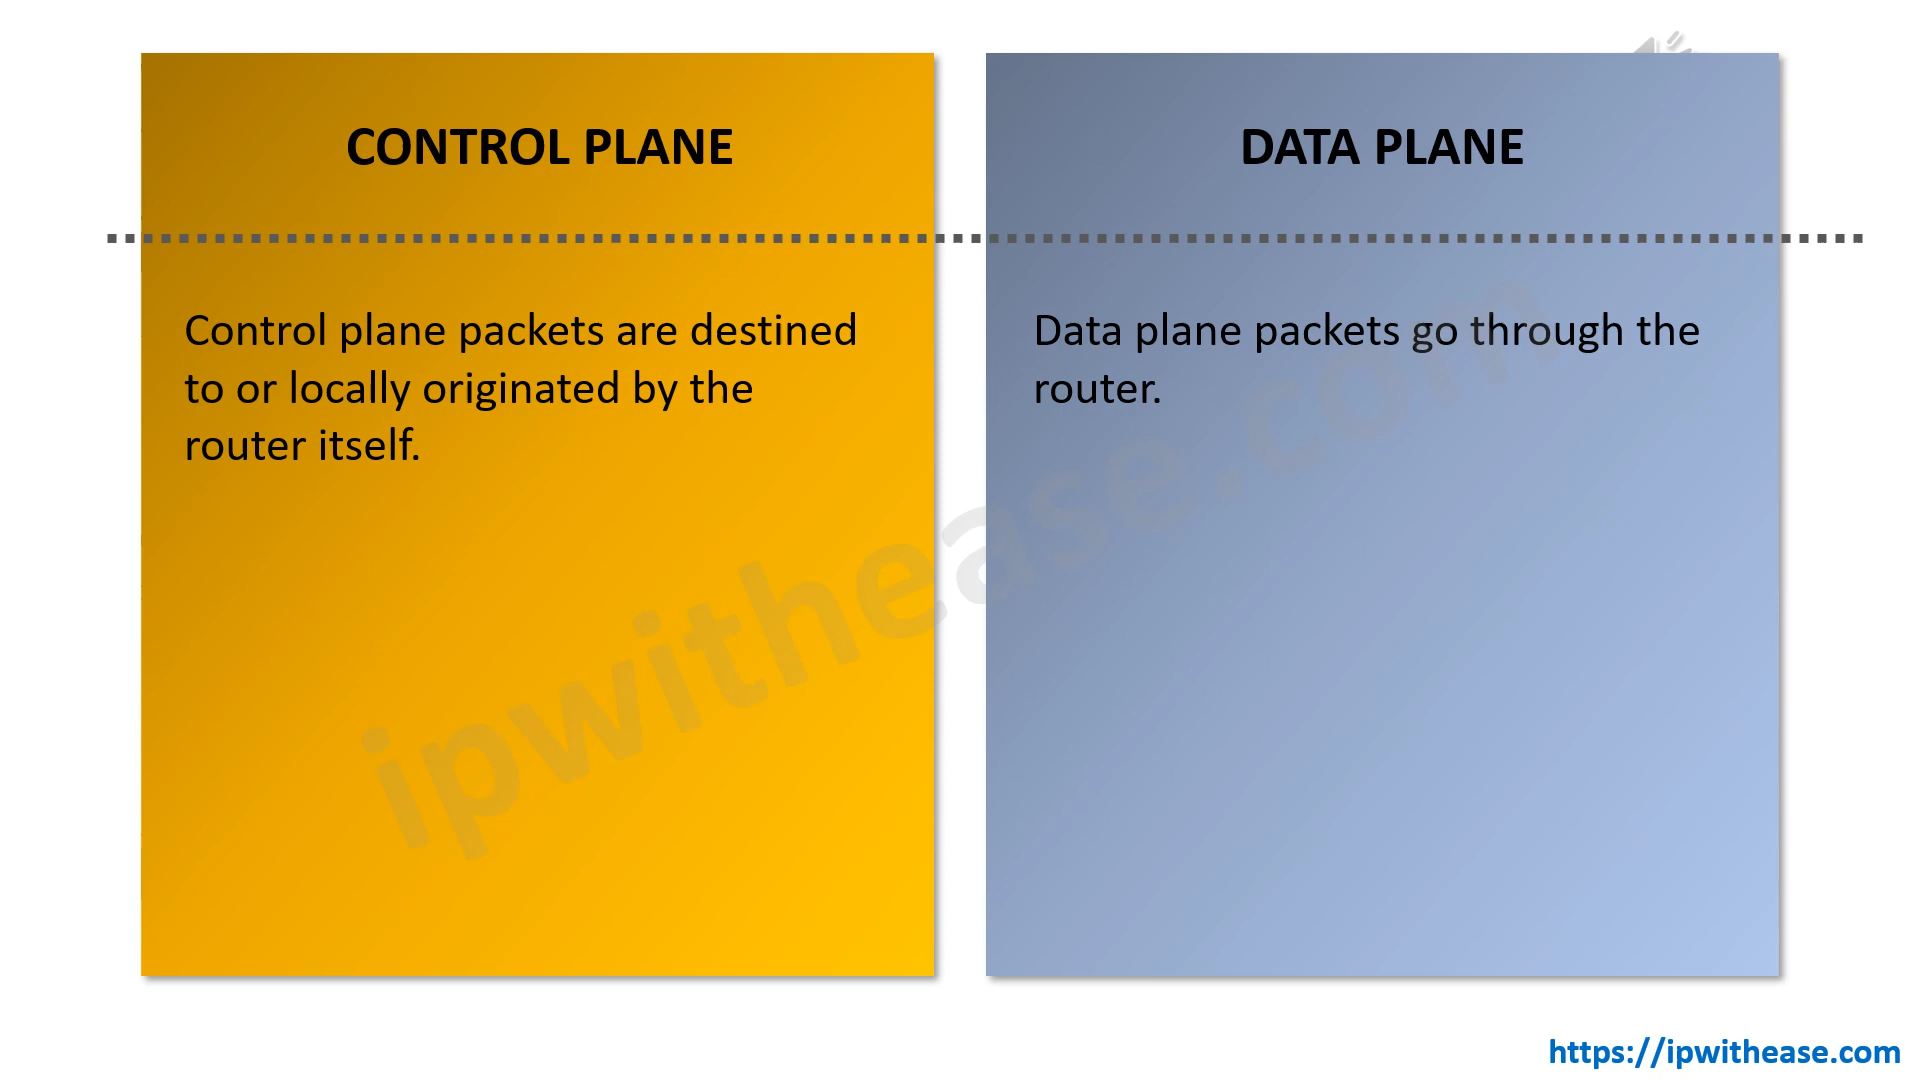 CONTROL PLANE
Control plane packets are destined
to or locally originated by the
router itself.
DATA PLANE
Data plane packets go through the
router.
ipwithease.com
https://ipwithease.com